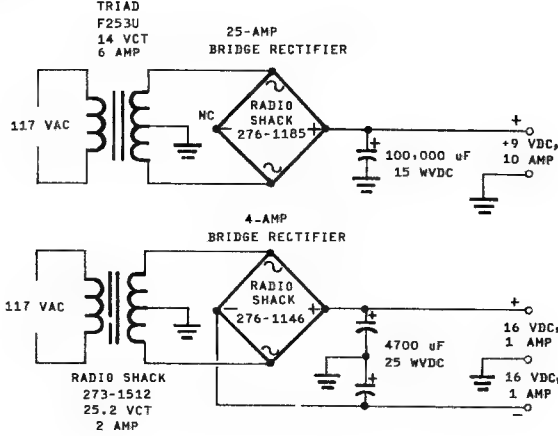 TRIAD
F253U
14 VCT
6 AMP
25-AMP
BRIDGE RECTIFIER
117 VAC
NC
RADIO
SHACK
276-1185
–
+
+
100,000 uF
15 WVDC
+
+9 VDC,
10 AMP
4-AMP
BRIDGE RECTIFIER
117 VAC
RADIO
SHACK
276-1146
–
+
+
4700 uF
25 WVDC
+
+
16 VDC,
1 AMP
16 VDC,
1 AMP
–
RADIO SHACK
273-1512
25.2 VCT
2 AMP